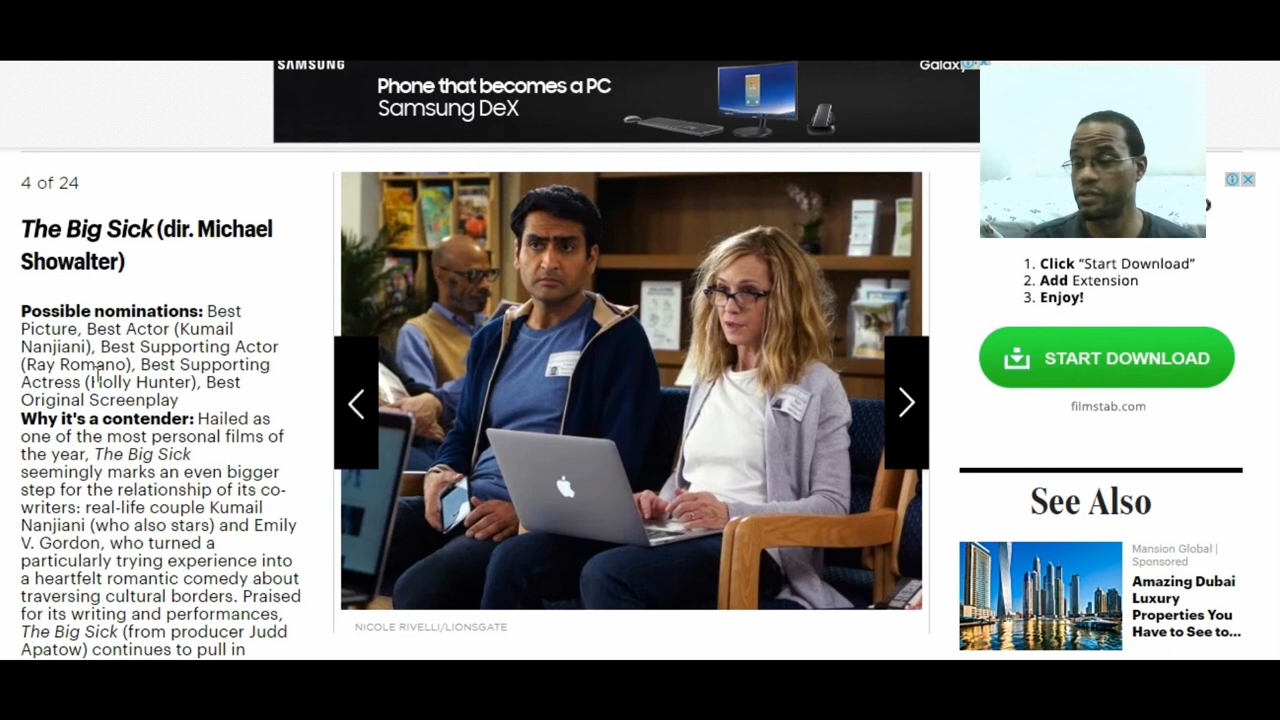 SAMSUNG
Phone that becomes a PC
Samsung DeX
4 of 24
The Big Sick (dir. Michael
Showalter)
Possible nominations: Best
Picture, Best Actor (Kumail
Nanjiani), Best Supporting Actor
(Ray Romano), Best Supporting
Actress (Holly Hunter), Best
Original Screenplay
Why it's a contender: Hailed as
one of the most personal films of
the year, The Big Sick
seemingly marks an even bigger
step for the relationship of its co-
writers: real-life couple Kumail
Nanjiani (who also stars) and Emily
V. Gordon, who turned a
particularly trying experience into
a heartfelt romantic comedy about
traversing cultural borders. Praised
for its writing and performances,
The Big Sick (from producer Judd
Apatow) continues to pull in
NICOLE RIVELLI/LIONSGATE
1. Click “Start Download”
2. Add Extension
3. Enjoy!
START DOWNLOAD
filmstab.com
See Also
Mansion Global |
Sponsored
Amazing Dubai
Luxury
Properties You
Have to See to...